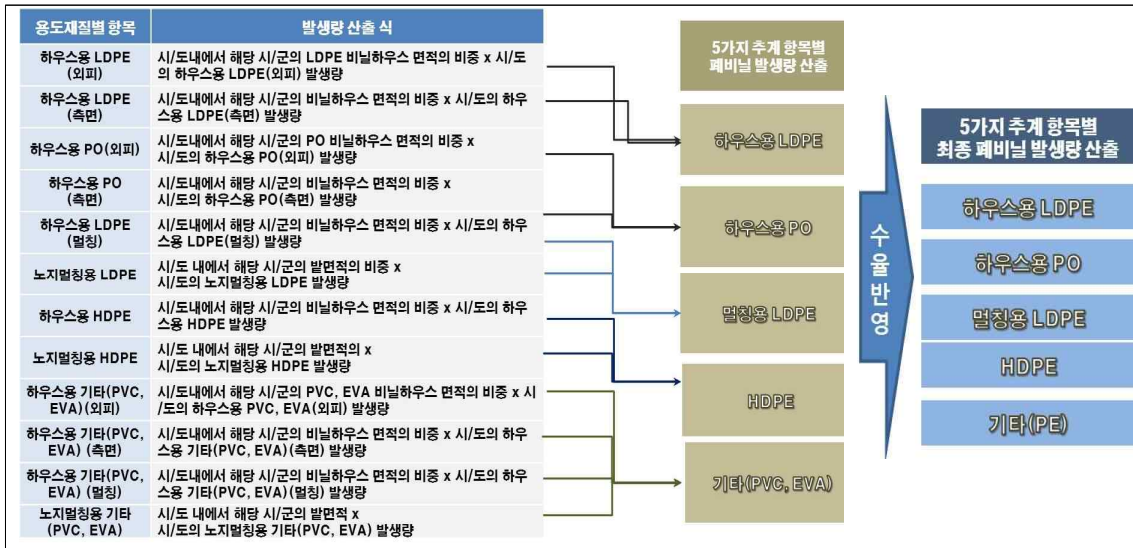 용도재질별 항목
발생량 산출 식
하우스용 LDPE
(외피)
시/도내에서 해당 시/군의 LDPE 비닐하우스 면적의 비중 x 시/도
의 하우스용 LDPE(외피) 발생량
하우스용 LDPE
(측면)
시/도내에서 해당 시/군의 비닐하우스 면적의 비중 x 시/도의 하우
스용 LDPE(측면) 발생량
하우스용 PO(외피)
시/도내에서 해당 시/군의 PO 비닐하우스 면적의 비중 x
시/도의 하우스용 PO(외피) 발생량
하우스용 PO
(측면)
시/도내에서 해당 시/군의 비닐하우스 면적의 비중 x
시/도의 하우스용 PO(측면) 발생량
하우스용 LDPE
(멀칭)
시/도내에서 해당 시/군의 비닐하우스 면적의 비중 x 시/도의 하우
스용 LDPE(멀칭) 발생량
노지멀칭용 LDPE
시/도 내에서 해당 시/군의 밭면적의 비중 x
시/도의 노지멀칭용 LDPE 발생량
하우스용 HDPE
시/도내에서 해당 시/군의 비닐하우스 면적의 비중 x 시/도의 하우
스용 HDPE 발생량
노지멀칭용 HDPE
시/도 내에서 해당 시/군의 밭면적의 x
시/도의 노지멀칭용 HDPE 발생량
하우스용 기타(PVC,
EVA)(외피)
시/도내에서 해당 시/군의 PVC, EVA 비닐하우스 면적의 비중 x 시
/도의 하우스용 PVC, EVA(외피) 발생량
하우스용 기타(PVC,
EVA) (측면)
시/도내에서 해당 시/군의 비닐하우스 면적의 비중 x 시/도의 하우
스용 기타(PVC, EVA)(측면) 발생량
하우스용 기타(PVC,
EVA) (멀칭)
시/도내에서 해당 시/군의 비닐하우스 면적의 비중 x 시/도의 하우
스용 기타(PVC, EVA)(멀칭) 발생량
노지멀칭용 기타
(PVC, EVA)
시/도 내에서 해당 시/군의 밭면적 x
시/도의 노지멀칭용 기타(PVC, EVA) 발생량
5가지 추계 항목별
폐비닐 발생량 산출
하우스용 LDPE
하우스용 PO
멀칭용 LDPE
HDPE
기타(PVC, EVA)
수율반영
5가지 추계 항목별
최종 폐비닐 발생량 산출
하우스용 LDPE
하우스용 PO
멀칭용 LDPE
HDPE
기타(PE)